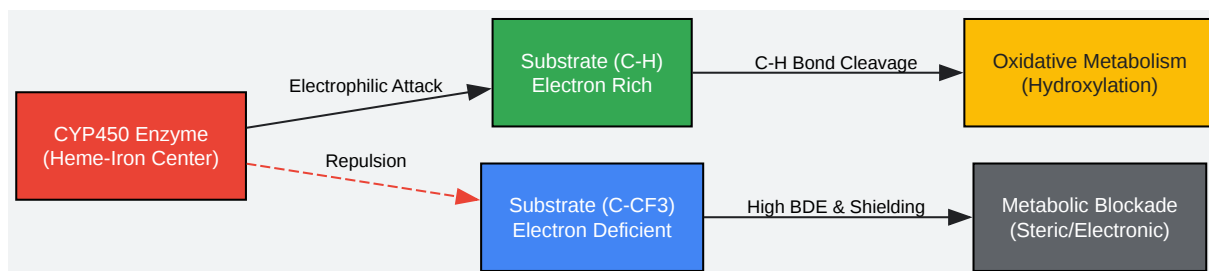 CYP450 Enzyme
(Heme-Iron Center)
Electrophilic Attack
Repulsion
Substrate (C-H)
Electron Rich
C-H Bond Cleavage
Oxidative Metabolism
(Hydroxylation)
Substrate (C-CF3)
Electron Deficient
High BDE & Shielding
Metabolic Blockade
(Steric/Electronic)